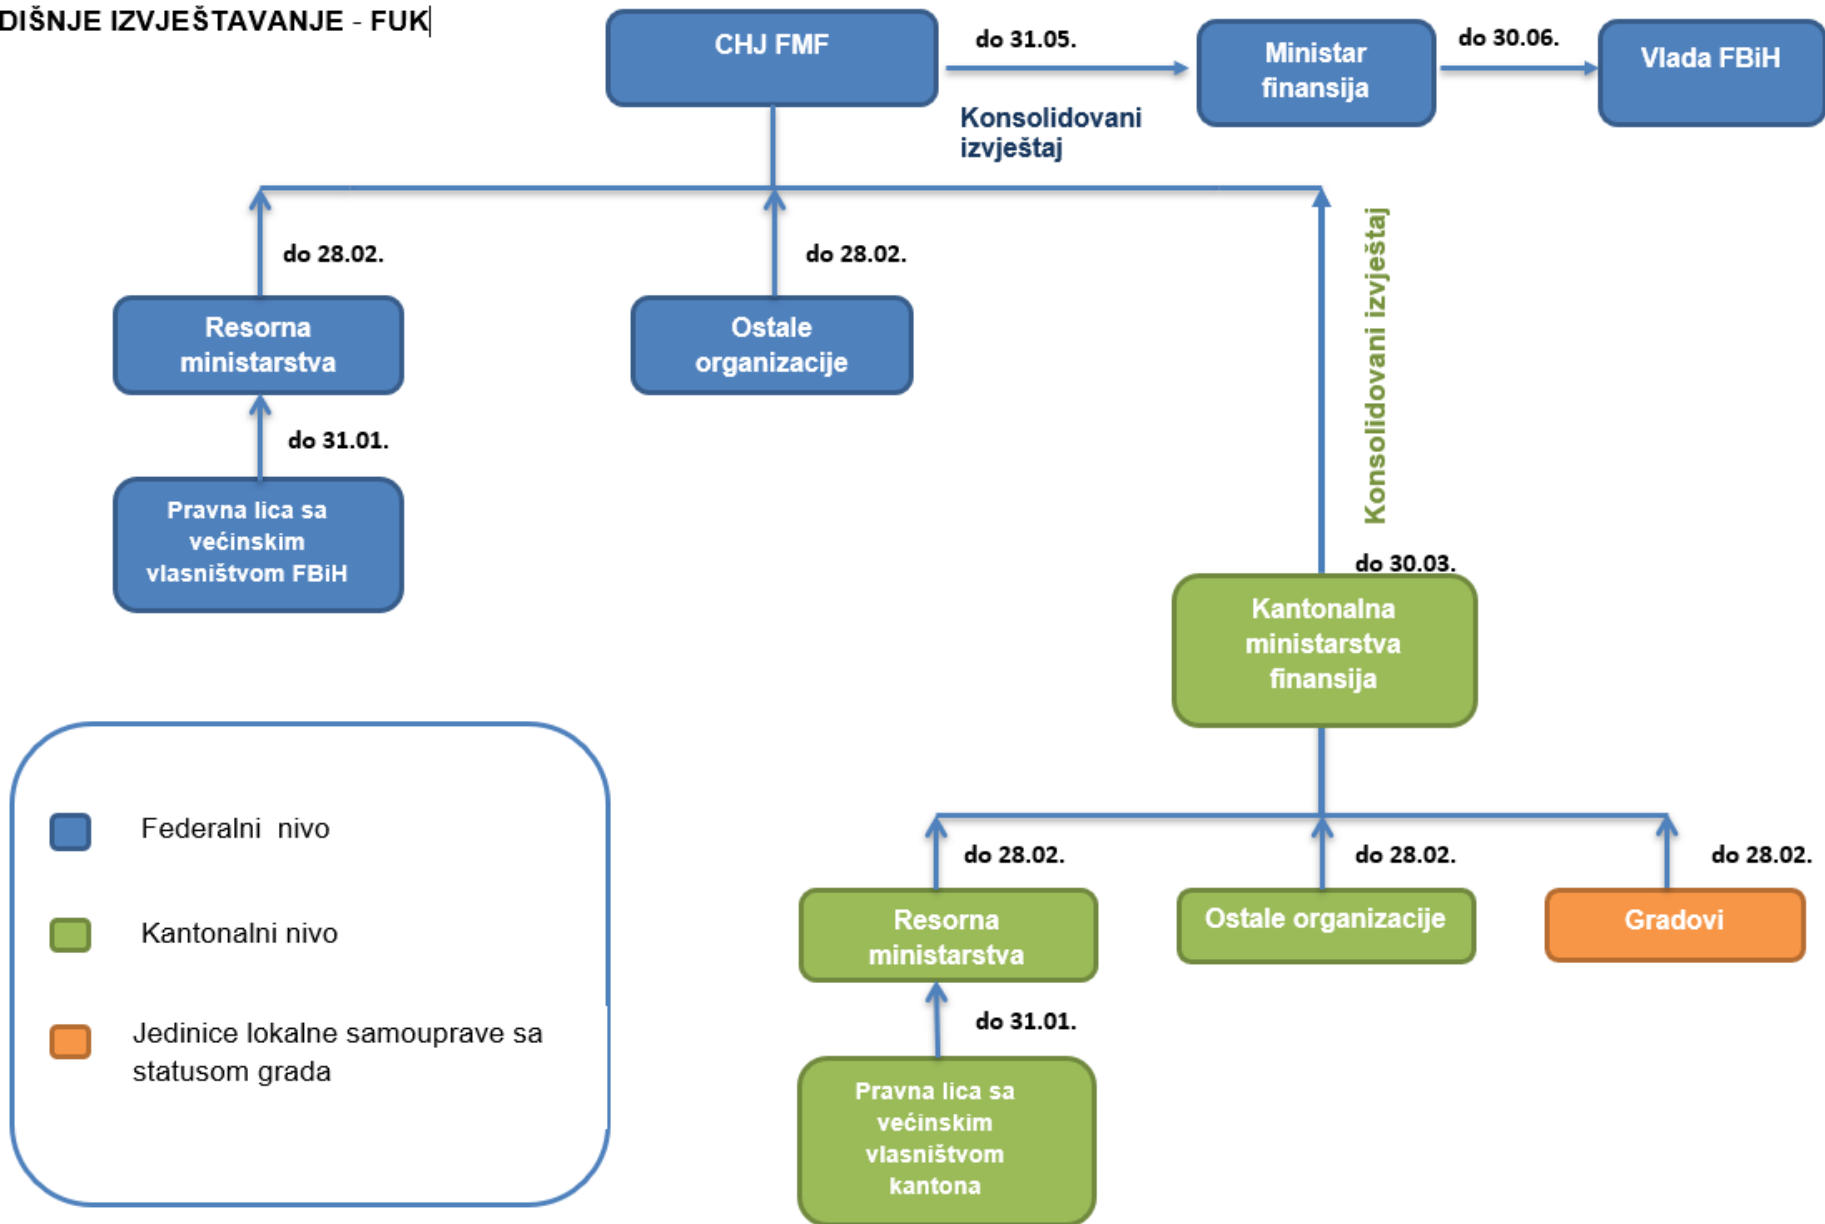 DIŠNJE IZVJEŠTAVANJE - FUK
CHJ FMF
do 31.05.
Ministar
finansija
do 30.06.
Vlada FBiH
Konsolidovani
izvještaj
do 28.02.
do 28.02.
Konsolidovani izvještaj
Resorna
ministarstva
Ostale
organizacije
do 31.01.
Pravna lica sa
većinskim
vlasništvom FBiH
do 30.03.
Kantonalna
ministarstva
finansija
Federalni nivo
Kantonalni nivo
Jedinice lokalne samouprave sa
statusom grada
do 28.02.
do 28.02.
do 28.02.
Resorna
ministarstva
Ostale organizacije
Gradovi
do 31.01.
Pravna lica sa
većinskim
vlasništvom
kantona